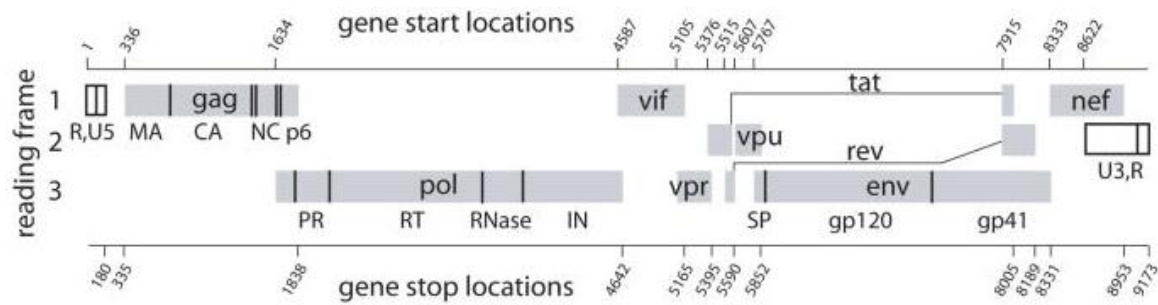 gene start locations
1 336 1634 4587 5105 5376 5515 5607 5767 7915 8333 8622
reading frame
1 gag vif tat nef
R,U5 MA CA NC p6
2 vpu rev
U3,R
3 pol vpr env
PR RT RNase IN SP gp120 gp41
180 335 1838 4642 5165 5395 5590 5852 8005 8189 8331 8953 9173
gene stop locations